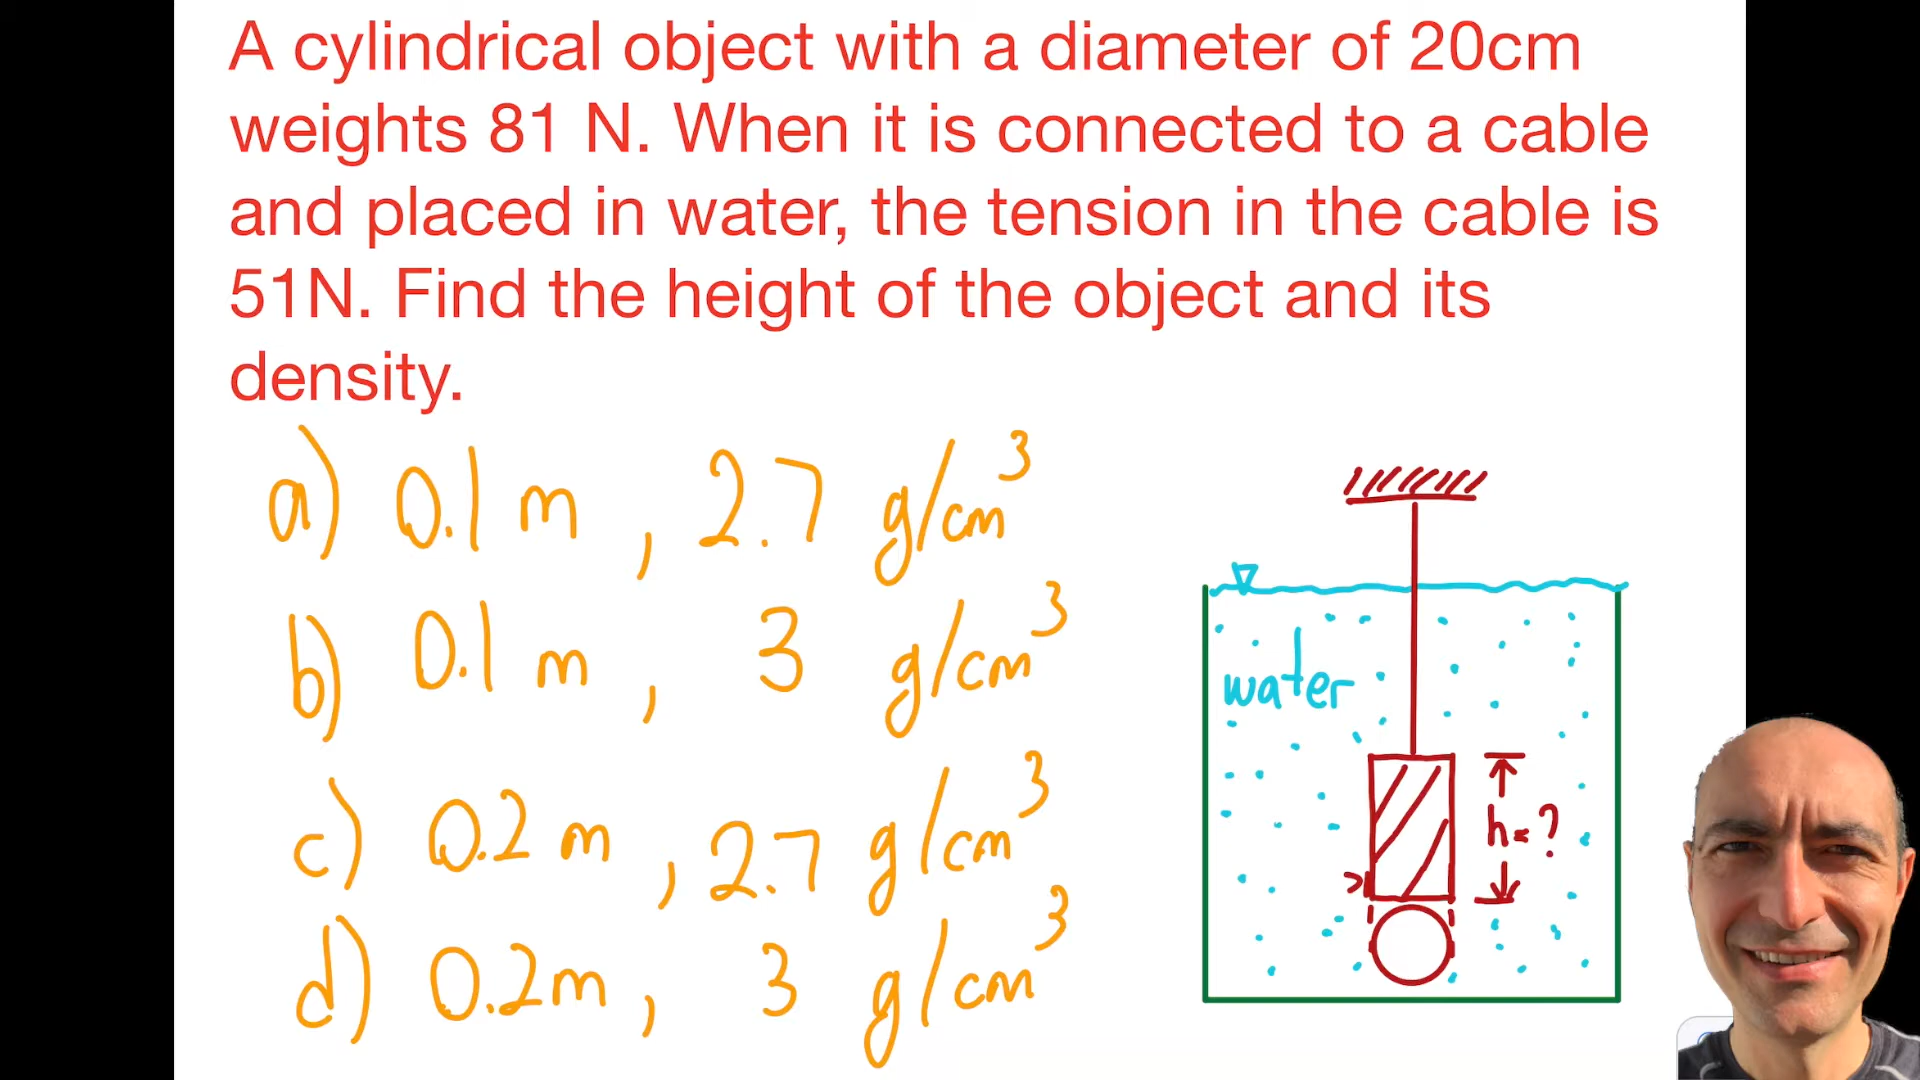 A cylindrical object with a diameter of 20cm
weights 81 N. When it is connected to a cable
and placed in water, the tension in the cable is
51N. Find the height of the object and its
density.
a) 0.1 m , 2.7 g/cm³
b) 0.1 m , 3 g/cm³
c) 0.2 m , 2.7 g/cm³
d) 0.2m , 3 g/cm³
water
h=?